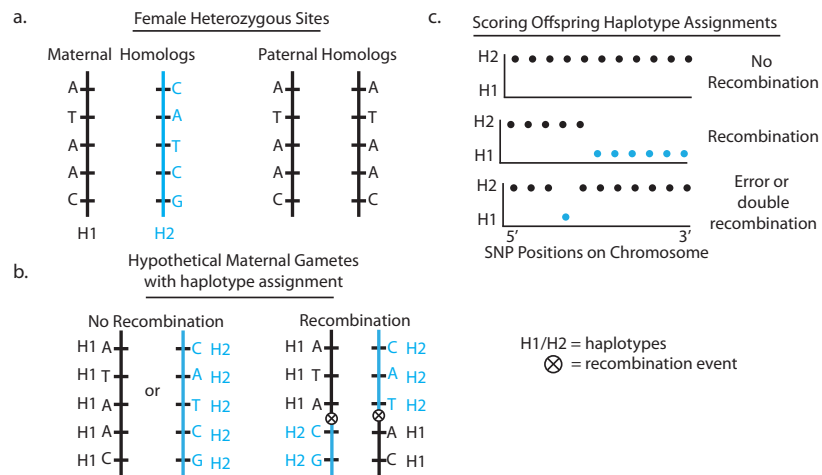 a.
Female Heterozygous Sites
Maternal Homologs
Paternal Homologs
A C A A
T A T T
A T A A
A C A A
C G C C
H1 H2
b.
Hypothetical Maternal Gametes
with haplotype assignment
No Recombination
Recombination
H1 A C H2 H1 A C H2
H1 T A H2 H1 T A H2
or
H1 A T H2 H1 A T H2
H1 A C H2 H2 C A H1
H1 C G H2 H2 G C H1
c.
Scoring Offspring Haplotype Assignments
H2
H1
No
Recombination
H2
H1
Recombination
H2
H1
Error or
double
recombination
5' 3'
SNP Positions on Chromosome
H1/H2 = haplotypes
= recombination event